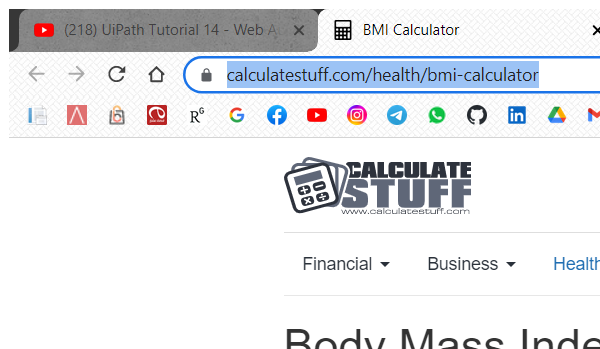 (218) UiPath Tutorial 14 - Web A
BMI Calculator
calculatestuff.com/health/bmi-calculator
RG
CALCULATE
STUFF
www.calculatestuff.com
Financial Business Health
Body Mass Inde